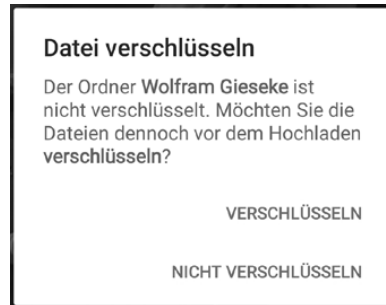 Datei verschlüsseln
Der Ordner Wolfram Gieseke ist
nicht verschlüsselt. Möchten Sie die
Dateien dennoch vor dem Hochladen
verschlüsseln?
VERSCHLÜSSELN
NICHT VERSCHLÜSSELN